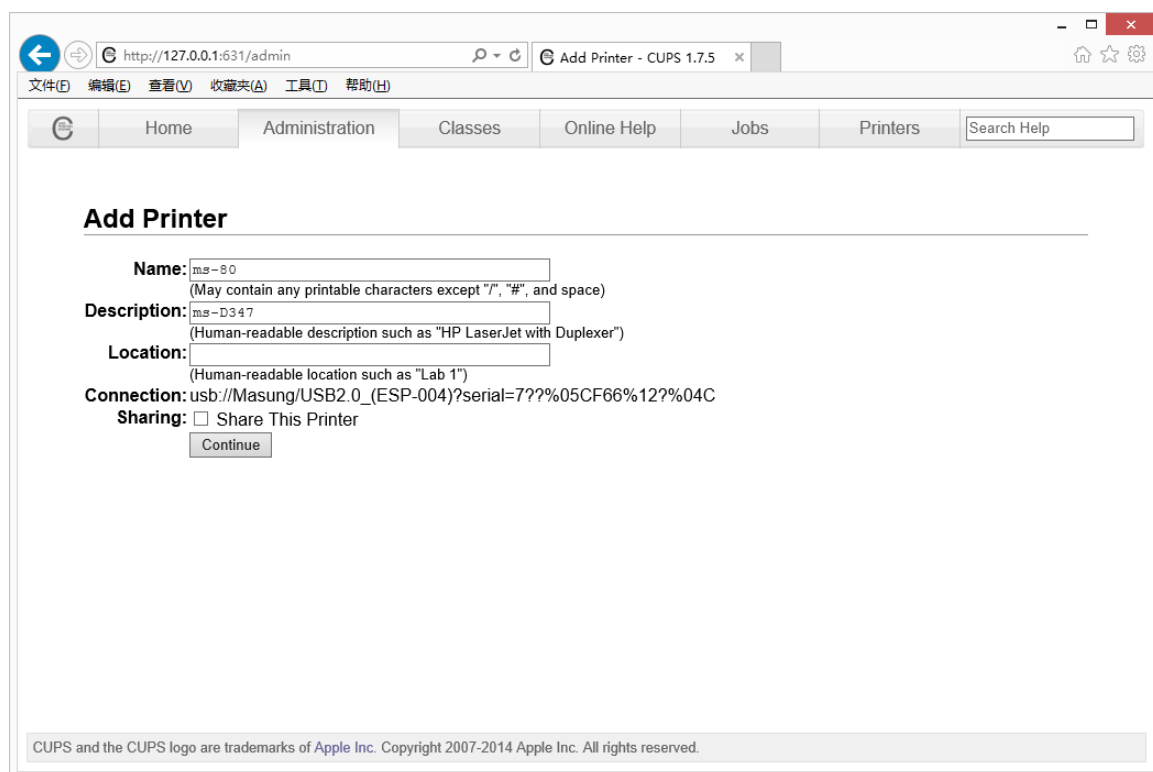 http://127.0.0.1:631/admin
Add Printer - CUPS 1.7.5
文件(F) 编辑(E) 查看(V) 收藏夹(A) 工具(T) 帮助(H)
Home Administration Classes Online Help Jobs Printers Search Help
Add Printer
Name: ms-80
(May contain any printable characters except "/", "#", and space)
Description: ms-D347
(Human-readable description such as "HP LaserJet with Duplexer")
Location:
(Human-readable location such as "Lab 1")
Connection: usb://Masung/USB2.0_(ESP-004)?serial=7??%05CF66%12?%04C
Sharing: Share This Printer
Continue
CUPS and the CUPS logo are trademarks of Apple Inc. Copyright 2007-2014 Apple Inc. All rights reserved.